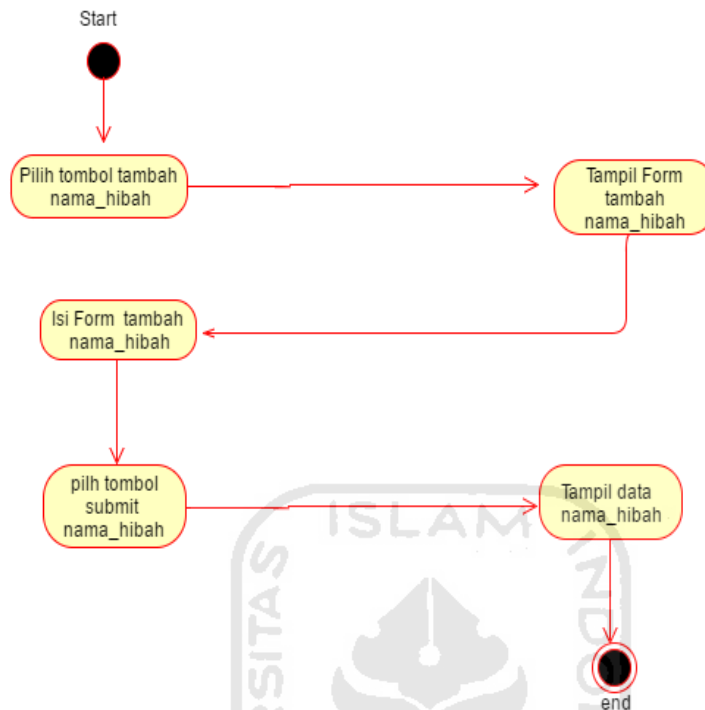 Start
Pilih tombol tambah
nama_hibah
Tampil Form
tambah
nama_hibah
Isi Form tambah
nama_hibah
pilh tombol
submit
nama_hibah
Tampil data
nama_hibah
end
ISLAM